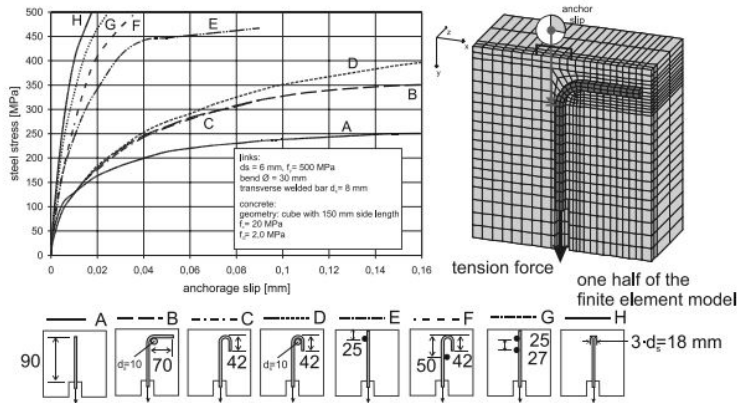 H G F E
D
B
C
A
steel stress [MPa]
500
450
400
350
300
250
200
150
100
50
0
links:
ds = 6 mm, fy= 500 MPa
bend Ø = 30 mm
transverse welded bar ds= 8 mm
concrete:
geometry: cube with 150 mm side length
fc= 20 MPa
fct= 2.0 MPa
0 0,02 0,04 0,06 0,08 0,1 0,12 0,14 0,16
anchorage slip [mm]
anchor
slip
z
x
y
tension force
one half of the
finite element model
A B C D E F G H
90
ds=10
70
42
ds=10
42
25
50
42
25
27
3·ds=18 mm